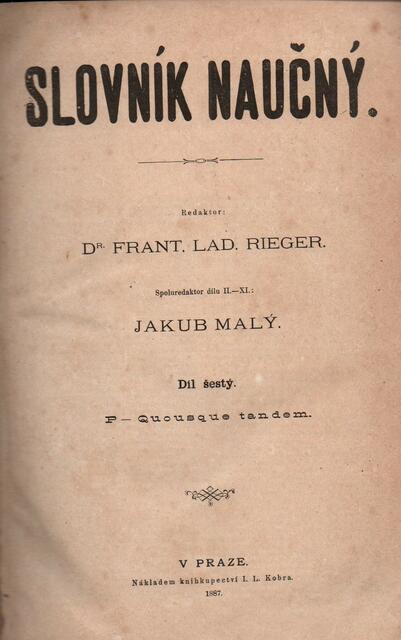 SLOVNÍK NAUČNÝ.
Redaktor:
DR. FRANT. LAD. RIEGER.
Spoluredaktor dílu II.—XI.:
JAKUB MALÝ.
Díl šestý.
P — Quousque tandem.
V PRAZE.
Nákladem knihkupectví I. L. Kobra.
1887.